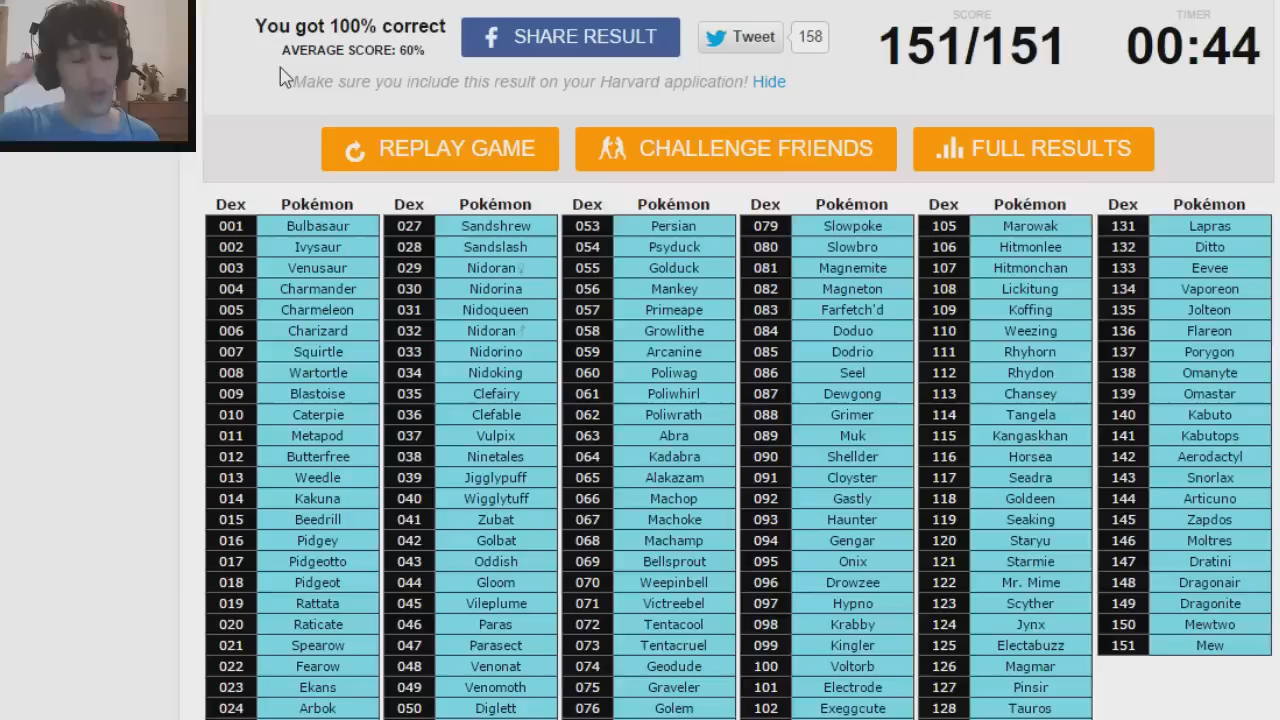 You got 100% correct
AVERAGE SCORE: 60%
SHARE RESULT
Tweet 158
SCORE
151/151
TIMER
00:44
Make sure you include this result on your Harvard application! Hide
REPLAY GAME CHALLENGE FRIENDS FULL RESULTS
Dex Pokémon Dex Pokémon Dex Pokémon Dex Pokémon Dex Pokémon Dex Pokémon
001 Bulbasaur 027 Sandshrew 053 Persian 079 Slowpoke 105 Marowak 131 Lapras
002 Ivysaur 028 Sandslash 054 Psyduck 080 Slowbro 106 Hitmonlee 132 Ditto
003 Venusaur 029 Nidoran♀ 055 Golduck 081 Magnemite 107 Hitmonchan 133 Eevee
004 Charmander 030 Nidorina 056 Mankey 082 Magneton 108 Lickitung 134 Vaporeon
005 Charmeleon 031 Nidoqueen 057 Primeape 083 Farfetch'd 109 Koffing 135 Jolteon
006 Charizard 032 Nidoran♂ 058 Growlithe 084 Doduo 110 Weezing 136 Flareon
007 Squirtle 033 Nidorino 059 Arcanine 085 Dodrio 111 Rhyhorn 137 Porygon
008 Wartortle 034 Nidoking 060 Poliwag 086 Seel 112 Rhydon 138 Omanyte
009 Blastoise 035 Clefairy 061 Poliwhirl 087 Dewgong 113 Chansey 139 Omastar
010 Caterpie 036 Clefable 062 Poliwrath 088 Grimer 114 Tangela 140 Kabuto
011 Metapod 037 Vulpix 063 Abra 089 Muk 115 Kangaskhan 141 Kabutops
012 Butterfree 038 Ninetales 064 Kadabra 090 Shellder 116 Horsea 142 Aerodactyl
013 Weedle 039 Jigglypuff 065 Alakazam 091 Cloyster 117 Seadra 143 Snorlax
014 Kakuna 040 Wigglytuff 066 Machop 092 Gastly 118 Goldeen 144 Articuno
015 Beedrill 041 Zubat 067 Machoke 093 Haunter 119 Seaking 145 Zapdos
016 Pidgey 042 Golbat 068 Machamp 094 Gengar 120 Staryu 146 Moltres
017 Pidgeotto 043 Oddish 069 Bellsprout 095 Onix 121 Starmie 147 Dratini
018 Pidgeot 044 Gloom 070 Weepinbell 096 Drowzee 122 Mr. Mime 148 Dragonair
019 Rattata 045 Vileplume 071 Victreebel 097 Hypno 123 Scyther 149 Dragonite
020 Raticate 046 Paras 072 Tentacool 098 Krabby 124 Jynx 150 Mewtwo
021 Spearow 047 Parasect 073 Tentacruel 099 Kingler 125 Electabuzz 151 Mew
022 Fearow 048 Venonat 074 Geodude 100 Voltorb 126 Magmar
023 Ekans 049 Venomoth 075 Graveler 101 Electrode 127 Pinsir
024 Arbok 050 Diglett 076 Golem 102 Exeggcute 128 Tauros